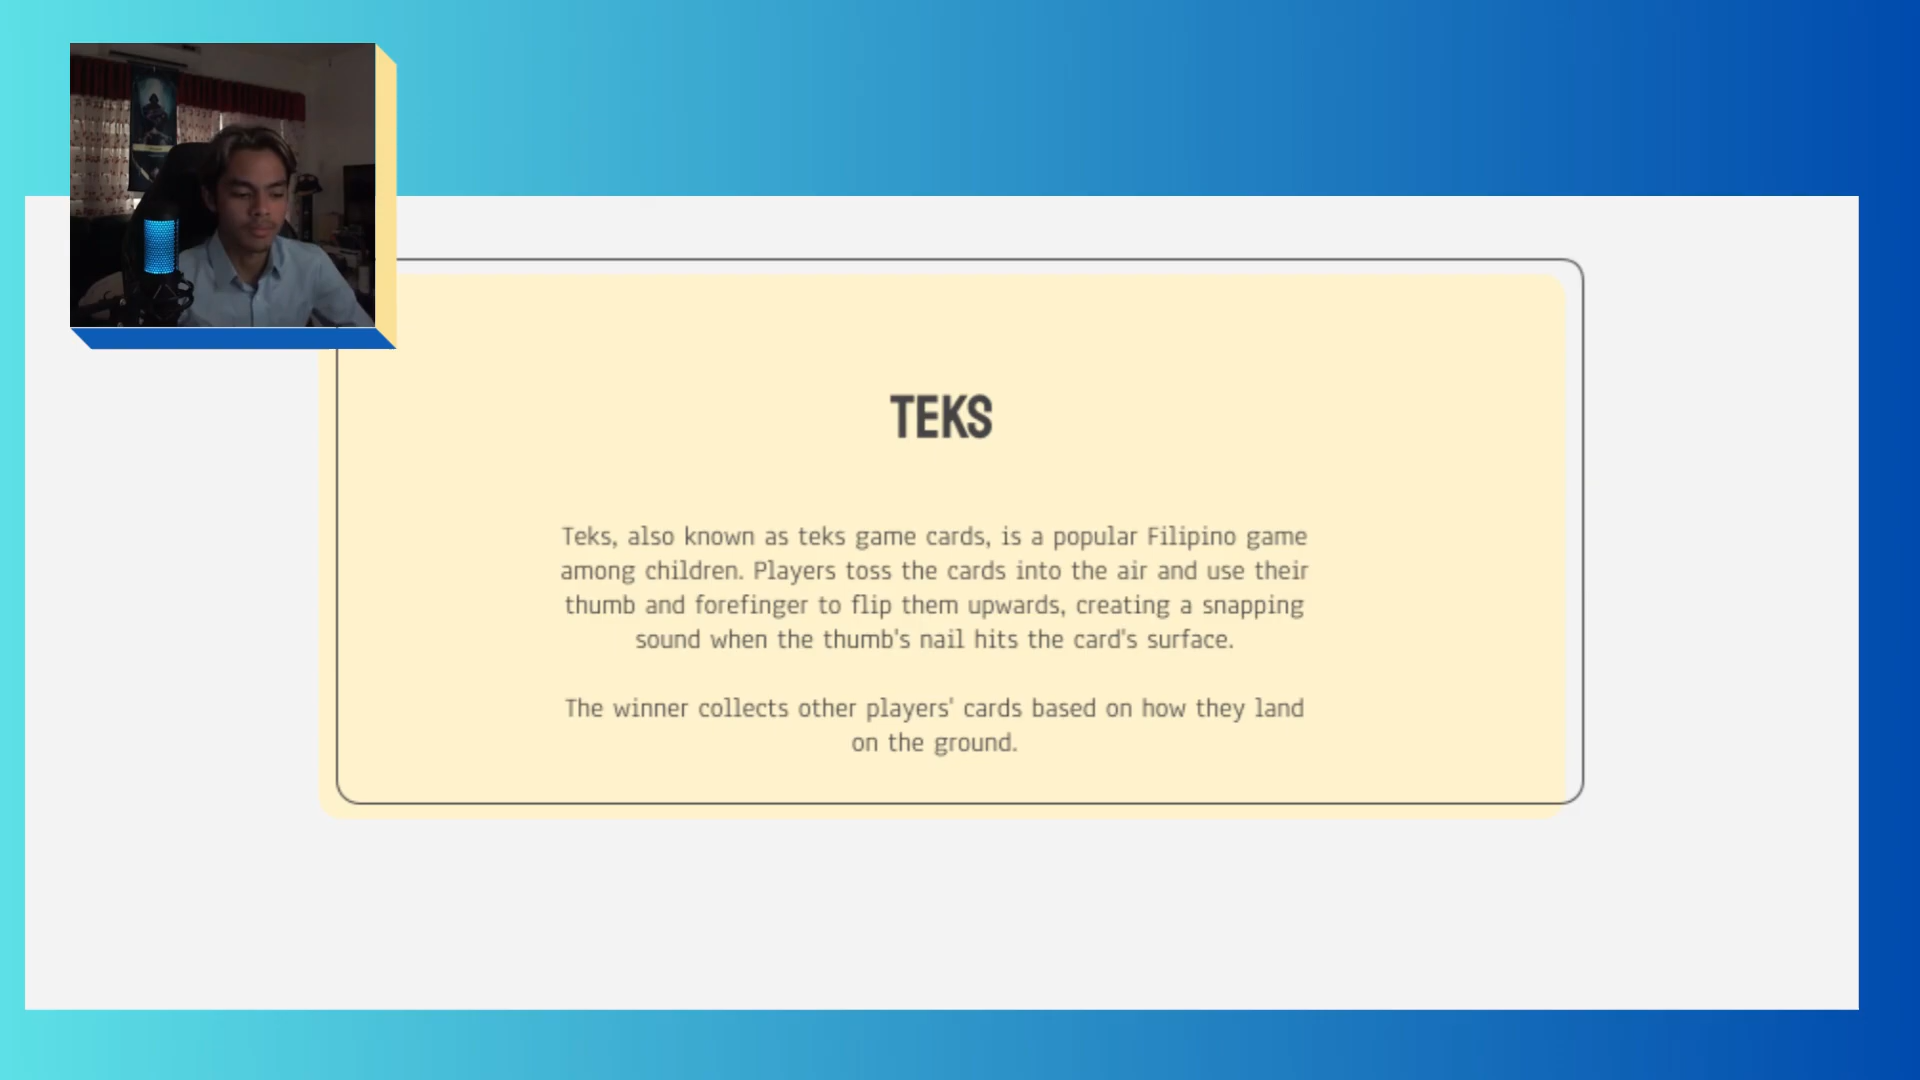 TEKS
Teks, also known as teks game cards, is a popular Filipino game
among children. Players toss the cards into the air and use their
thumb and forefinger to flip them upwards, creating a snapping
sound when the thumb's nail hits the card's surface.
The winner collects other players' cards based on how they land
on the ground.